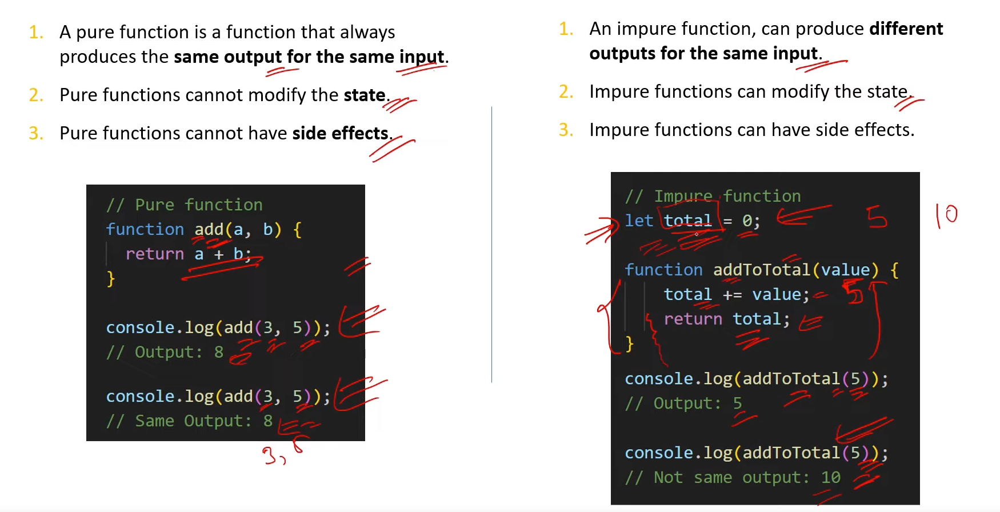 1. A pure function is a function that always
produces the same output for the same input.
2. Pure functions cannot modify the state.
3. Pure functions cannot have side effects.
// Pure function
function add(a, b) {
return a + b;
}
console.log(add(3, 5));
// Output: 8
console.log(add(3, 5));
// Same Output: 8
3,
1. An impure function, can produce different
outputs for the same input.
2. Impure functions can modify the state.
3. Impure functions can have side effects.
// Impure function
let total = 0;
5 10
function addToTotal(value) {
total += value; 5
return total;
}
console.log(addToTotal(5));
// Output: 5
console.log(addToTotal(5));
// Not same output: 10